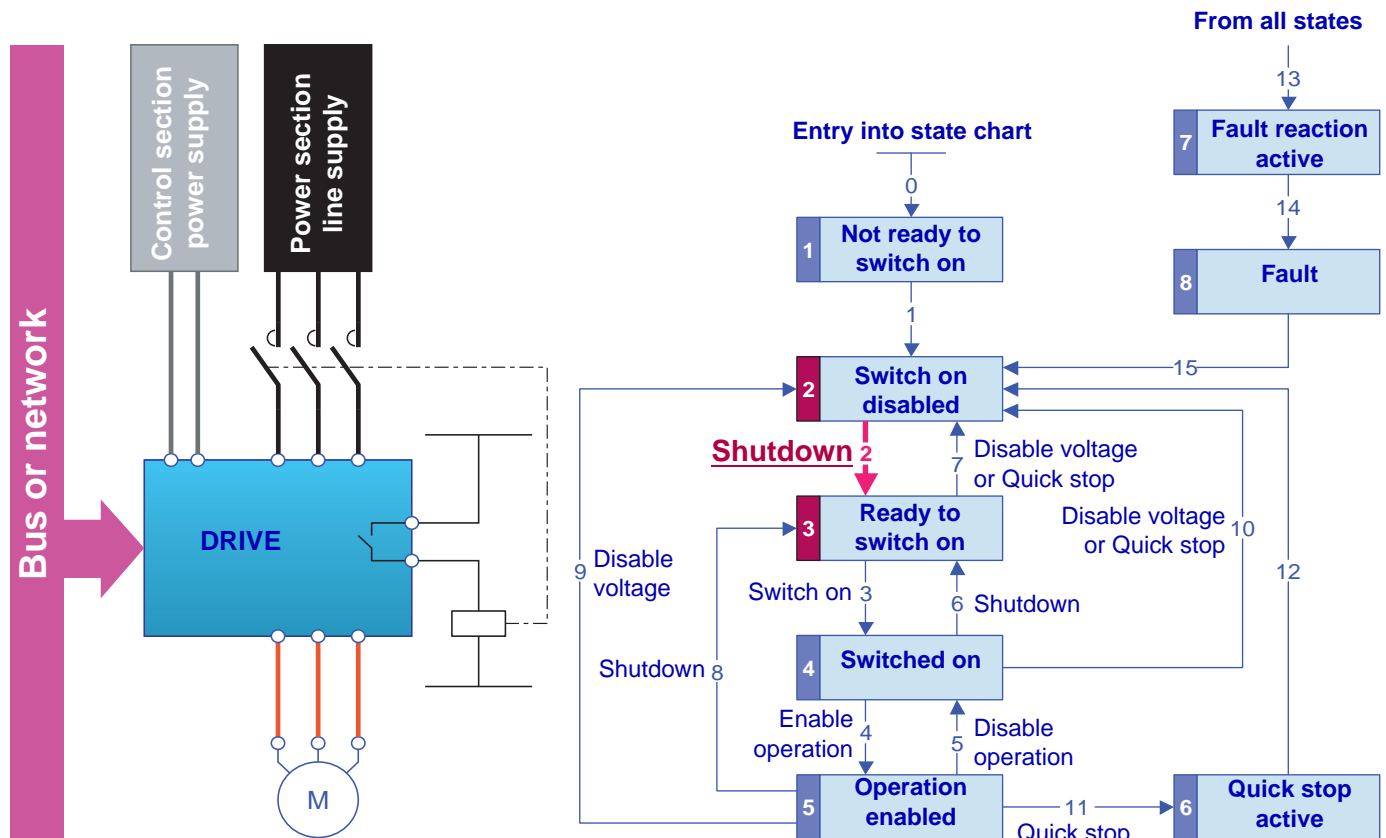 Bus or network
Control section
power supply
Power section
line supply
DRIVE
M
From all states
13
7
Fault reaction
active
14
8
Fault
15
Entry into state chart
0
1
Not ready to
switch on
1
2
Switch on
disabled
Shutdown 2
7
Disable voltage
or Quick stop
3
Ready to
switch on
Disable voltage
or Quick stop
10
12
9
Disable
voltage
Switch on 3
6 Shutdown
4
Switched on
Shutdown 8
Enable
operation
4
5
Disable
operation
5
Operation
enabled
11
Quick stop
6
Quick stop
active